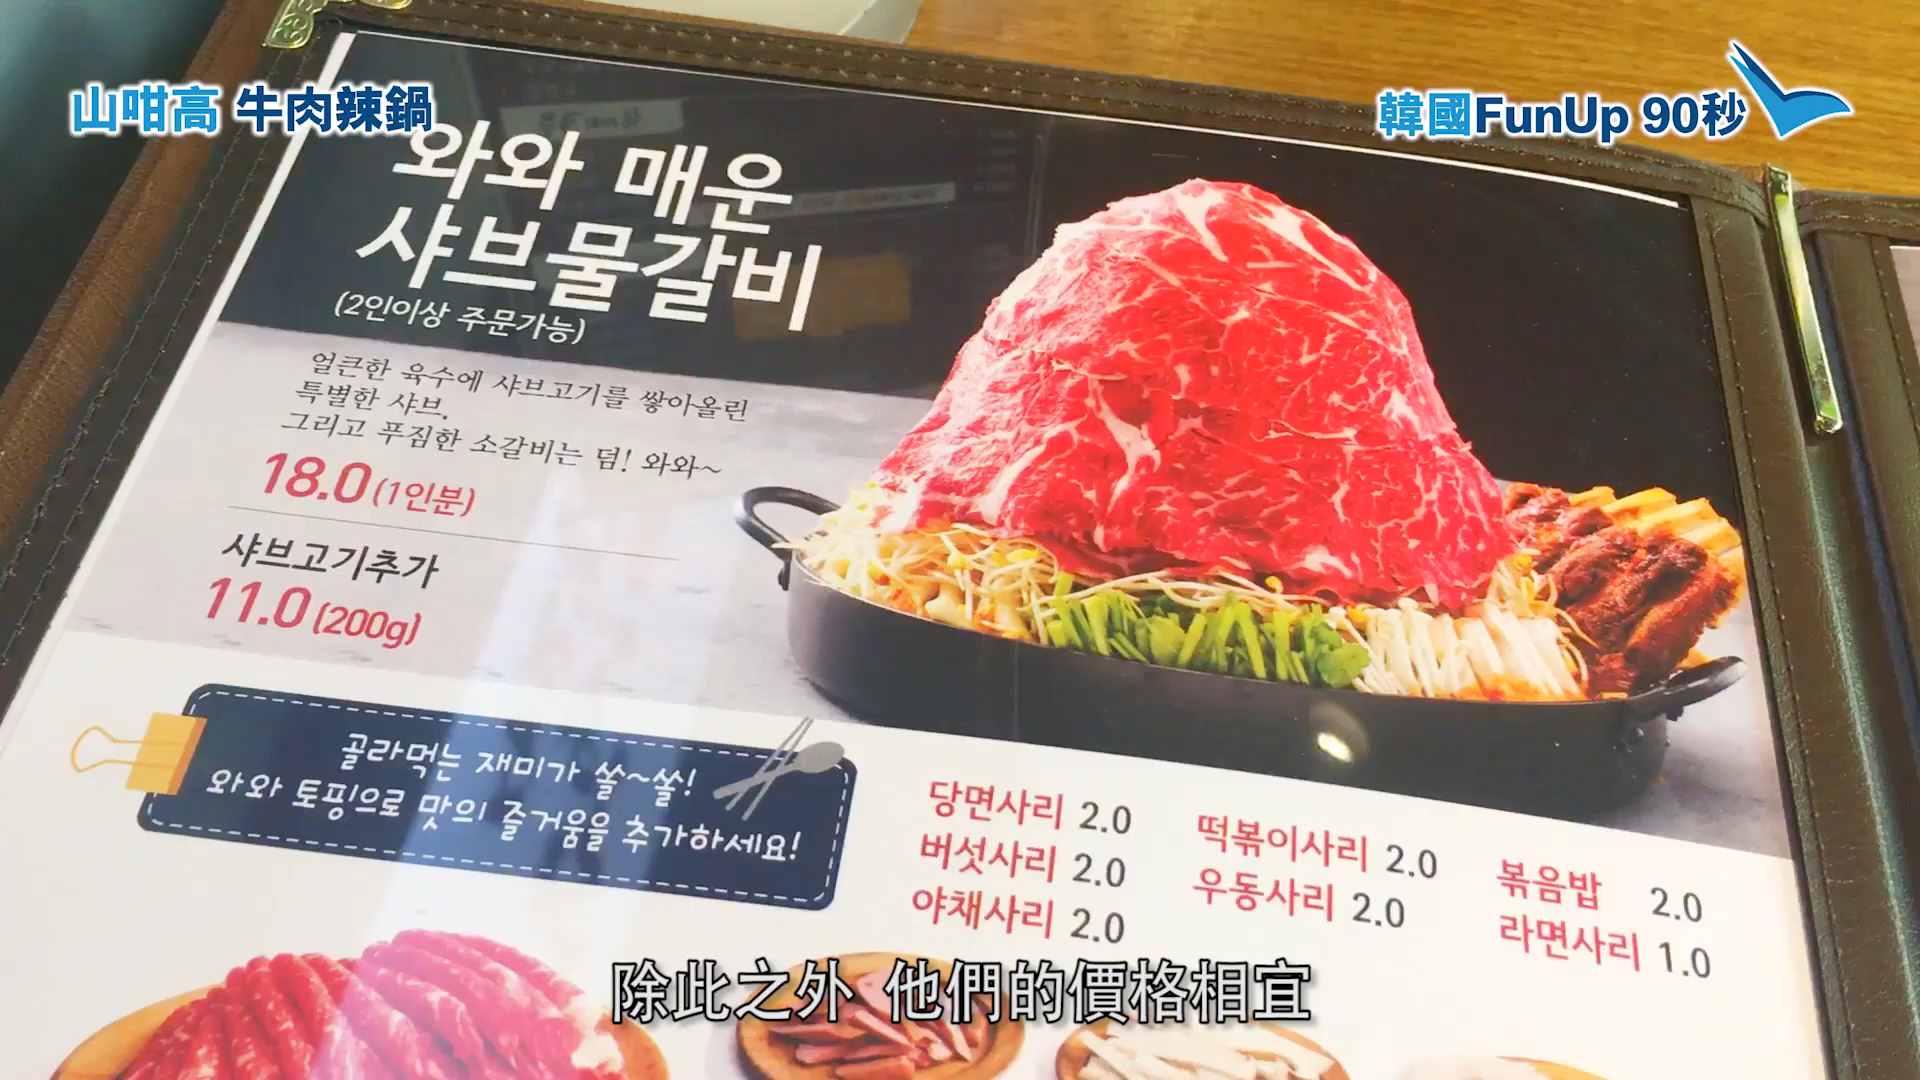 山咁高 牛肉辣鍋
韓國FunUp 90秒
와와 매운
샤브물갈비
(2인이상 주문가능)
얼큰한 육수에 샤브고기를 쌓아올린
특별한 샤브.
그리고 푸짐한 소갈비는 덤! 와와~
18.0 (1인분)
샤브고기추가
11.0 (200g)
골라먹는 재미가 쏠~쏠!
와와 토핑으로 맛의 즐거움을 추가하세요!
당면사리 2.0
버섯사리 2.0
야채사리 2.0
떡볶이사리 2.0
우동사리 2.0
볶음밥 2.0
라면사리 1.0
除此之外 他們的價格相宜